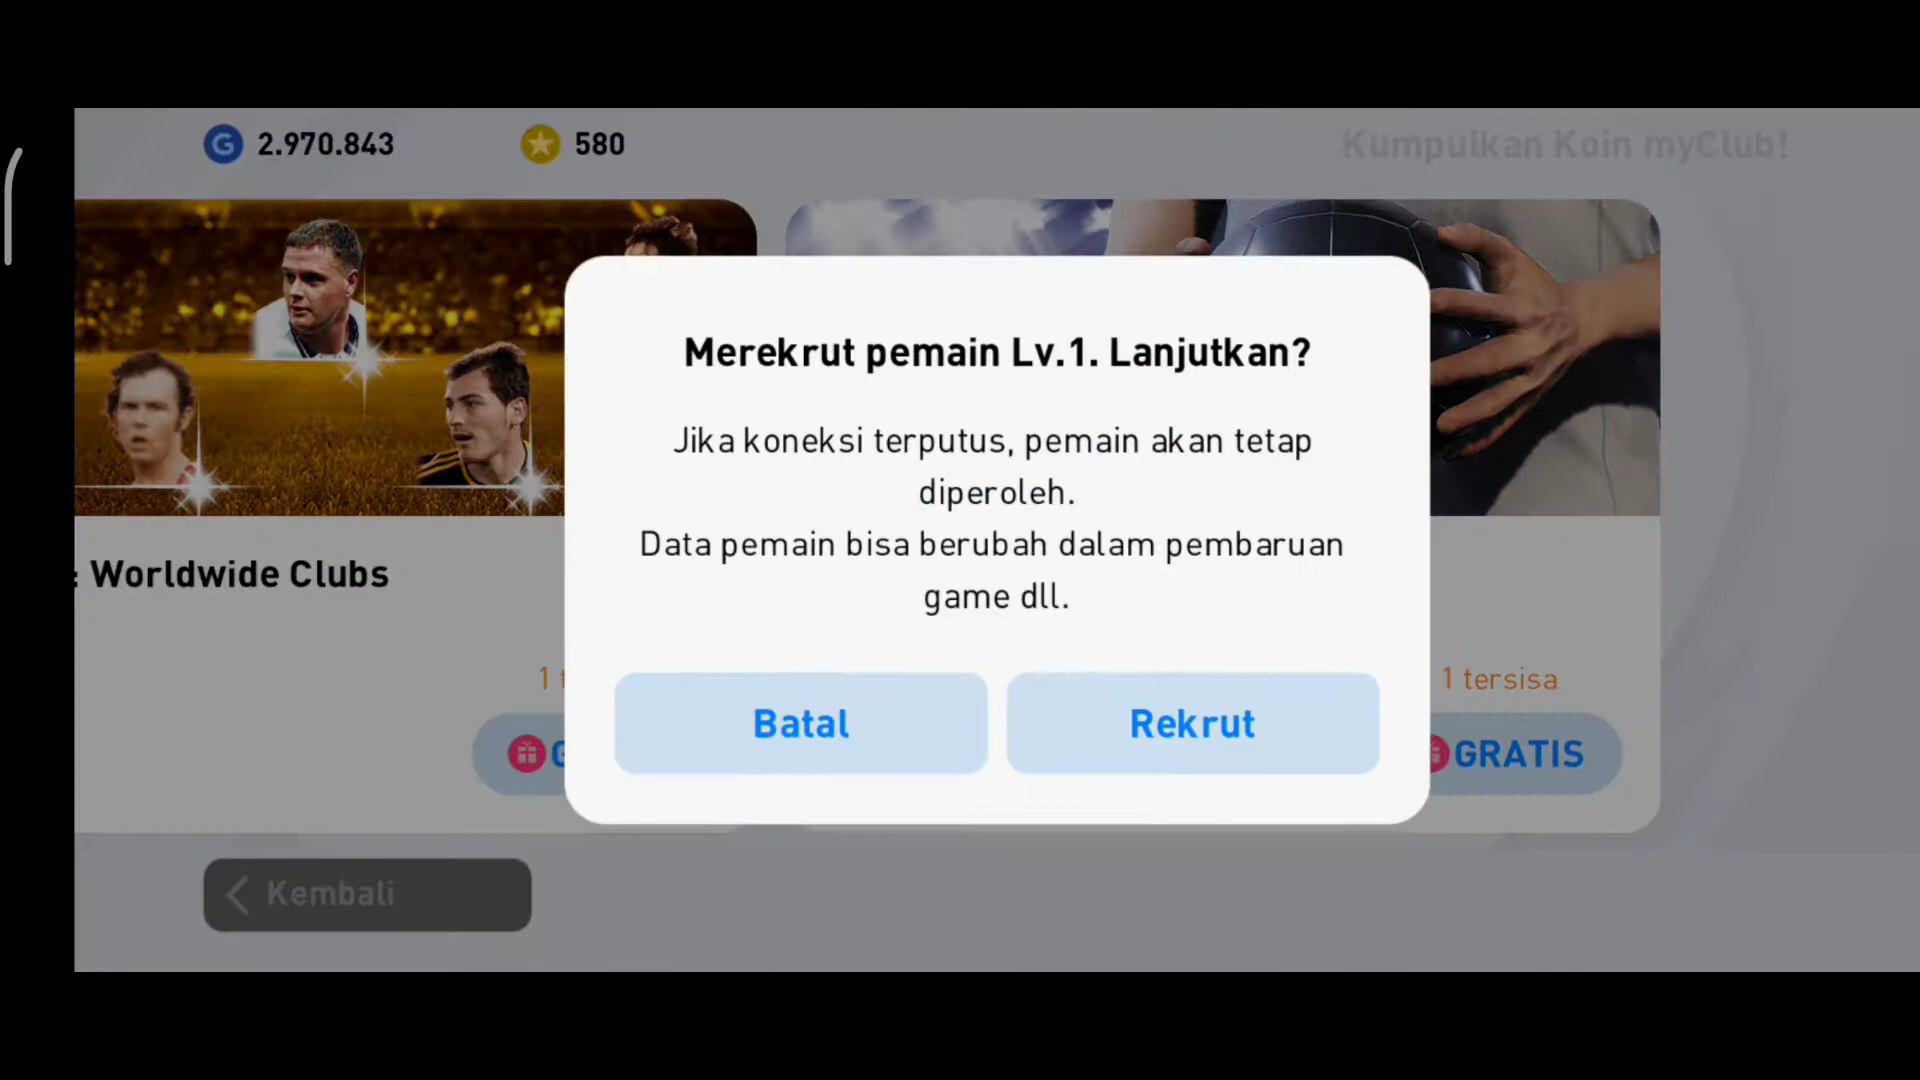 2.970.843
580
Kumpulkan Koin myClub!
Merekrut pemain Lv.1. Lanjutkan?
Jika koneksi terputus, pemain akan tetap
diperoleh.
Data pemain bisa berubah dalam pembaruan
game dll.
: Worldwide Clubs
1
1 tersisa
Batal
Rekrut
GRATIS
Kembali